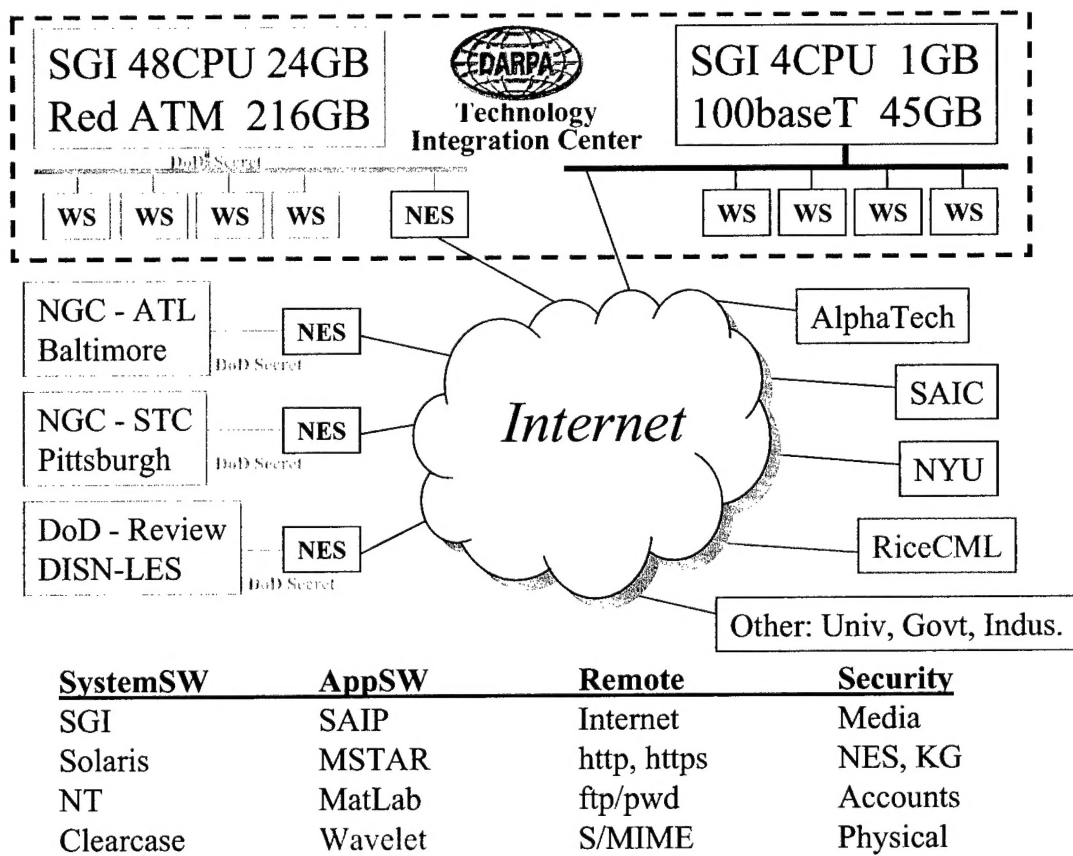 SGI 48CPU 24GB
Red ATM 216GB
DARPA
Technology
Integration Center
SGI 4CPU 1GB
100baseT 45GB
DoD Secret
WS WS WS WS NES WS WS WS WS
NGC - ATL
Baltimore
NES
DoD Secret
NGC - STC
Pittsburgh
NES
DoD Secret
DoD - Review
DISN-LES
NES
DoD Secret
Internet
AlphaTech
SAIC
NYU
RiceCML
Other: Univ, Govt, Indus.
SystemSW AppSW Remote Security
SGI SAIP Internet Media
Solaris MSTAR http, https NES, KG
NT MatLab ftp/pwd Accounts
Clearcase Wavelet S/MIME Physical